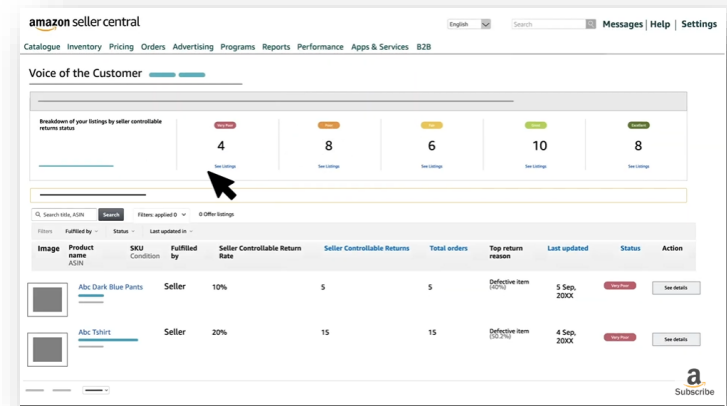 amazon seller central
English
Search
Messages | Help | Settings
Catalogue Inventory Pricing Orders Advertising Programs Reports Performance Apps & Services B2B
Voice of the Customer
Breakdown of your listings by seller controllable
returns status
Very Poor
Poor
Fair
Good
Excellent
4
8
6
10
8
See Listings
See Listings
See Listings
See Listings
See Listings
Search title, ASIN
Search
Filters: applied 0
0 Offer listings
Filters
Fulfilled by
Status
Last updated in
Image
Product
name
ASIN
SKU
Condition
Fulfilled
by
Seller Controllable Return
Rate
Seller Controllable Returns
Total orders
Top return
reason
Last updated
Status
Action
Abc Dark Blue Pants
Seller
10%
5
5
Defective item
(40%)
5 Sep,
20XX
Very Poor
See details
Abc Tshirt
Seller
20%
15
15
Defective item
(50.2%)
4 Sep,
20XX
Very Poor
See details
a
Subscribe